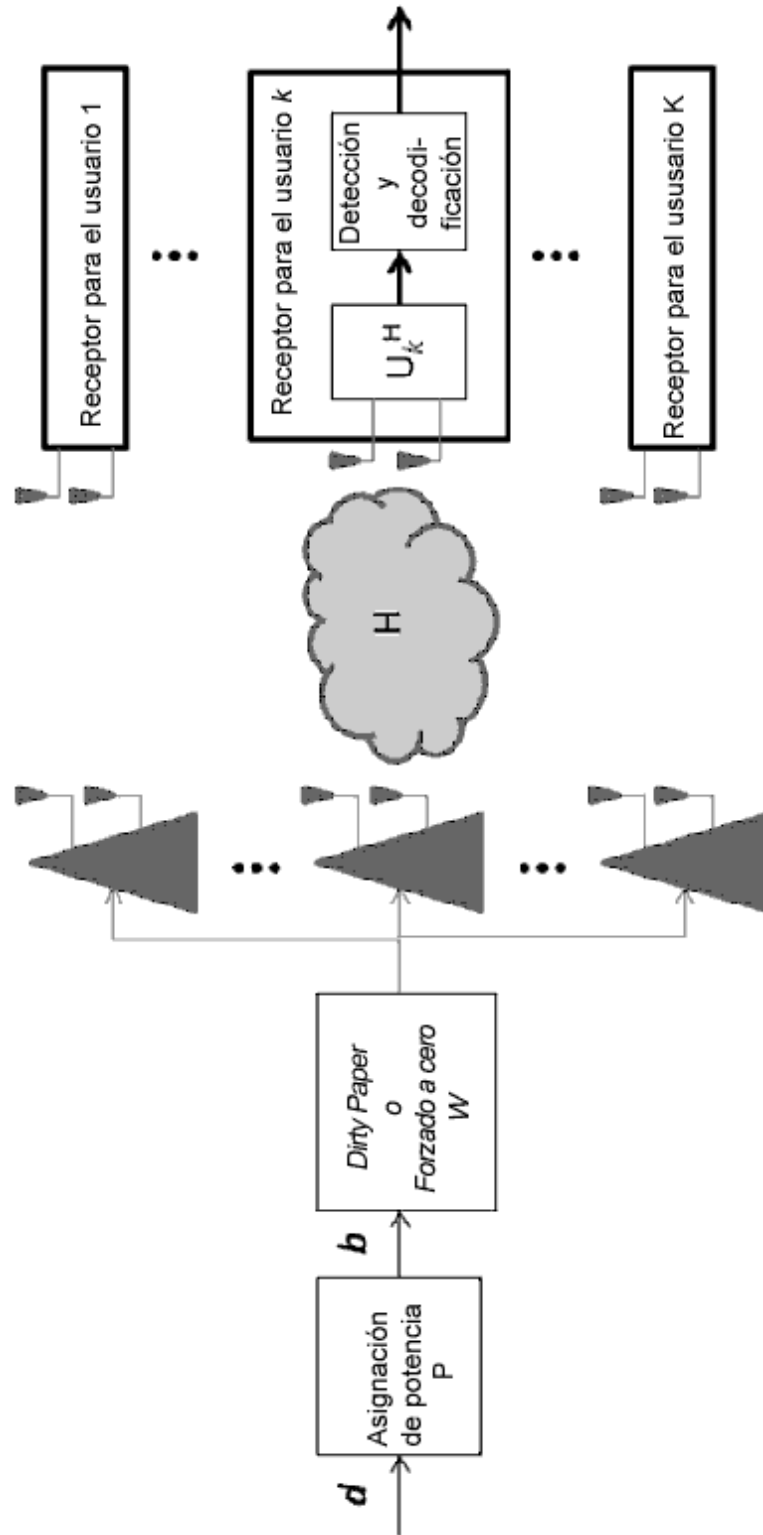 d
Asignación
de potencia
P
b
Dirty Paper
o
Forzado a cero
W
H
Receptor para el usuario 1
Receptor para el usuario k
U_k^H
Detección
y
decodi-
ficación
Receptor para el ususario K